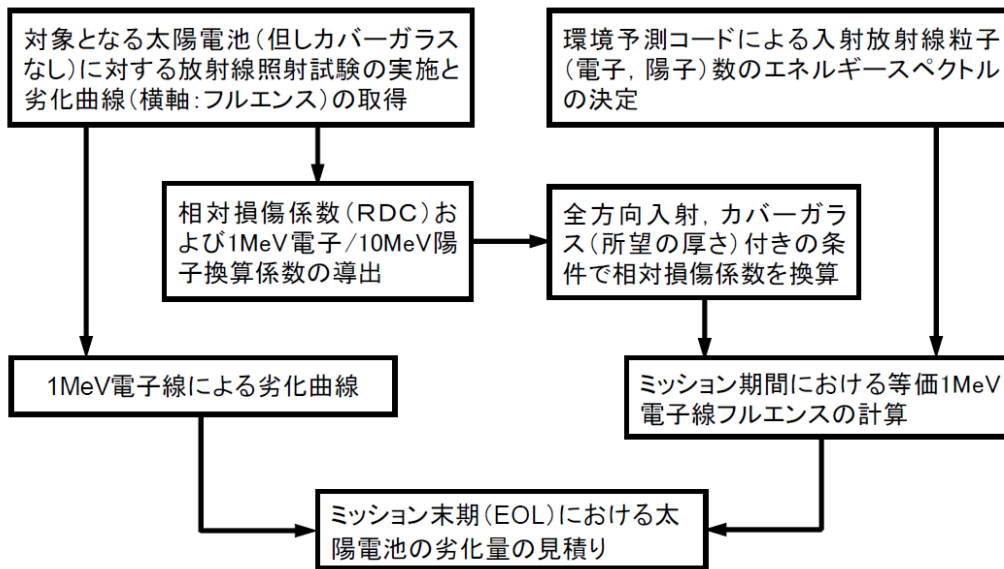 対象となる太陽電池(但しカバーガラス
なし)に対する放射線照射試験の実施と
劣化曲線(横軸:フルエンス)の取得
環境予測コードによる入射放射線粒子
(電子, 陽子)数のエネルギースペクトル
の決定
相対損傷係数(RDC)お
よび1MeV電子/10MeV陽
子換算係数の導出
全方向入射, カバーガラ
ス(所望の厚さ)付きの条
件で相対損傷係数を換算
1MeV電子線による劣化曲線
ミッション期間における等価1MeV
電子線フルエンスの計算
ミッション末期(EOL)における太
陽電池の劣化量の見積り